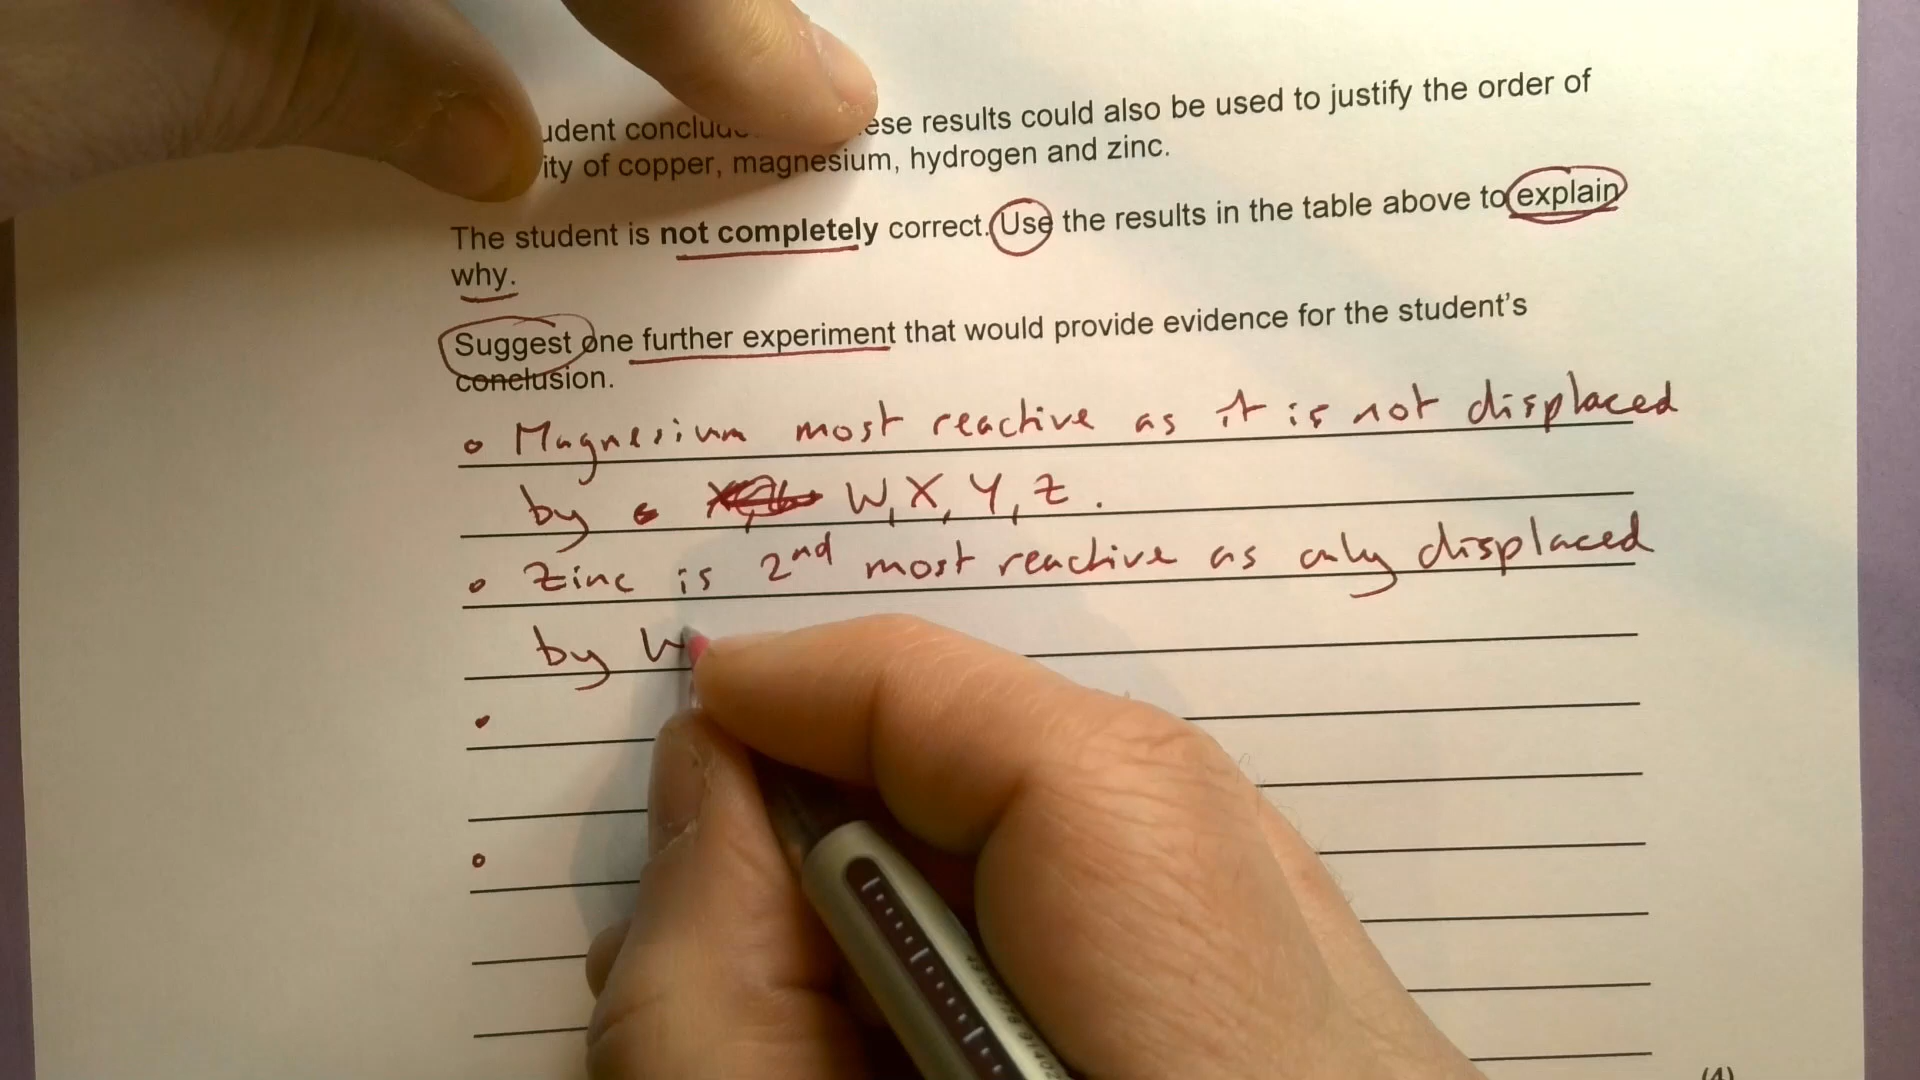 udent conclu ese results could also be used to justify the order of
ity of copper, magnesium, hydrogen and zinc.
The student is not completely correct. Use the results in the table above to explain
why.
Suggest one further experiment that would provide evidence for the student's
conclusion.
• Magnesium most reactive as it is not displaced
by W, X, Y, Z.
• Zinc is 2nd most reactive as only displaced
by W
•
•
(4)